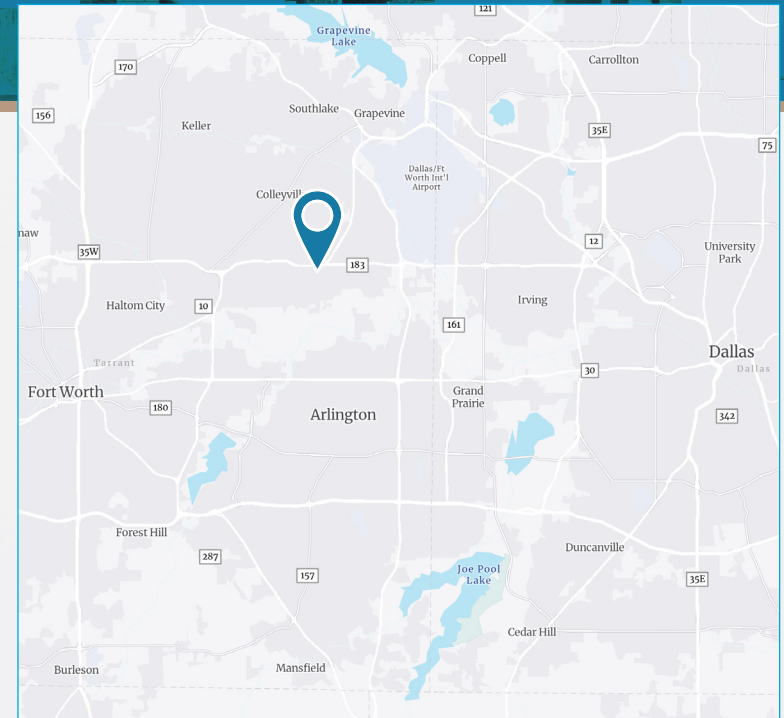 121
Grapevine
Lake
Coppell
Carrollton
170
Southlake
Grapevine
156
Keller
35E
75
Dallas/Ft
Worth Int'l
Airport
naw
35W
183
12
University
Park
Haltom City
10
Irving
161
Tarrant
Dallas
Dallas
30
Fort Worth
180
Arlington
Grand
Prairie
342
Forest Hill
287
157
Duncanville
Joe Pool
Lake
35E
Cedar Hill
Burleson
Mansfield